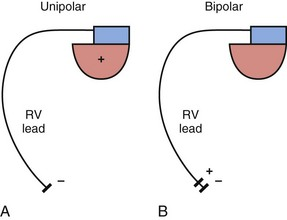 Unipolar
+
RV
lead
–
A
Bipolar
RV
lead
+
–
B